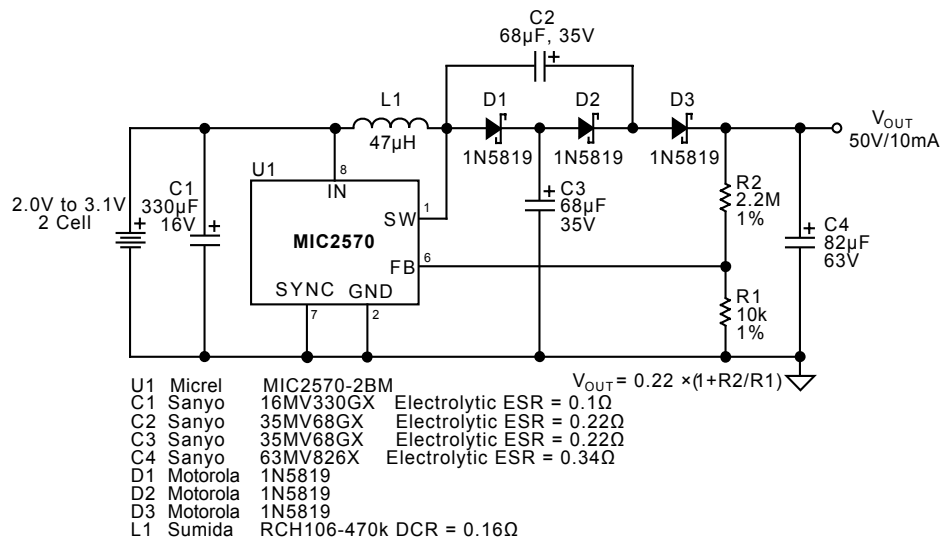 C2
68µF, 35V
L1
47µH
D1
1N5819
D2
1N5819
D3
1N5819
VOUT
50V/10mA
U1
8
IN
SW
1
MIC2570
FB
6
SYNC
GND
7
2
2.0V to 3.1V
2 Cell
C1
330µF
16V
C3
68µF
35V
R2
2.2M
1%
C4
82µF
63V
R1
10k
1%
VOUT = 0.22 ×(1+R2/R1)
U1 Micrel MIC2570-2BM
C1 Sanyo 16MV330GX Electrolytic ESR = 0.1Ω
C2 Sanyo 35MV68GX Electrolytic ESR = 0.22Ω
C3 Sanyo 35MV68GX Electrolytic ESR = 0.22Ω
C4 Sanyo 63MV826X Electrolytic ESR = 0.34Ω
D1 Motorola 1N5819
D2 Motorola 1N5819
D3 Motorola 1N5819
L1 Sumida RCH106-470k DCR = 0.16Ω